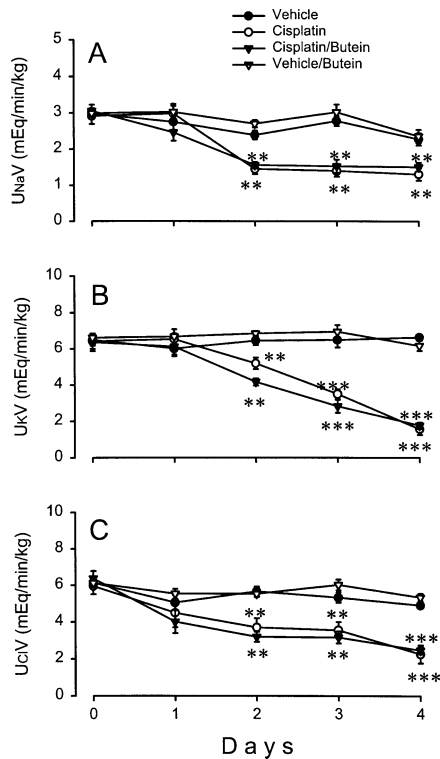 Vehicle
Cisplatin
Cisplatin/Butein
Vehicle/Butein
A
UNaV (mEq/min/kg)
5
4
3
2
1
0
** ** **
** ** **
B
UKV (mEq/min/kg)
10
8
6
4
2
0
** *** ***
** *** ***
C
UClV (mEq/min/kg)
10
8
6
4
2
0
** ** ***
** ** ***
0 1 2 3 4
Days